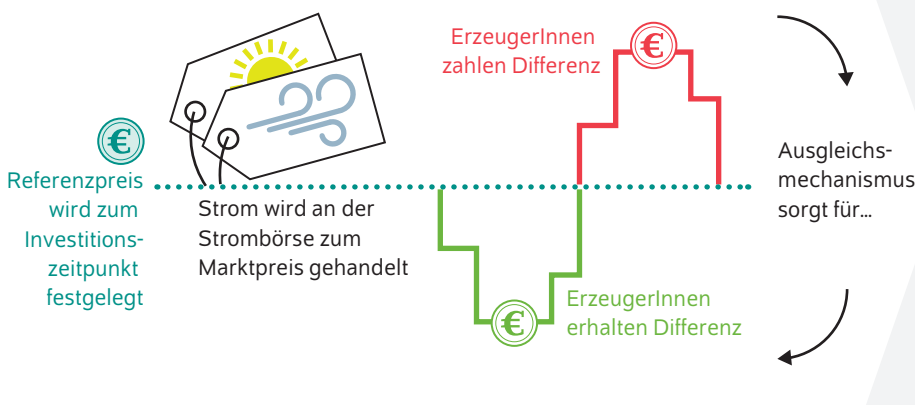 ErzeugerInnen
zahlen Differenz
€
€
Referenzpreis
wird zum
Investitions-
zeitpunkt
festgelegt
Strom wird an der
Strombörse zum
Marktpreis gehandelt
Ausgleichs-
mechanismus
sorgt für...
€
ErzeugerInnen
erhalten Differenz